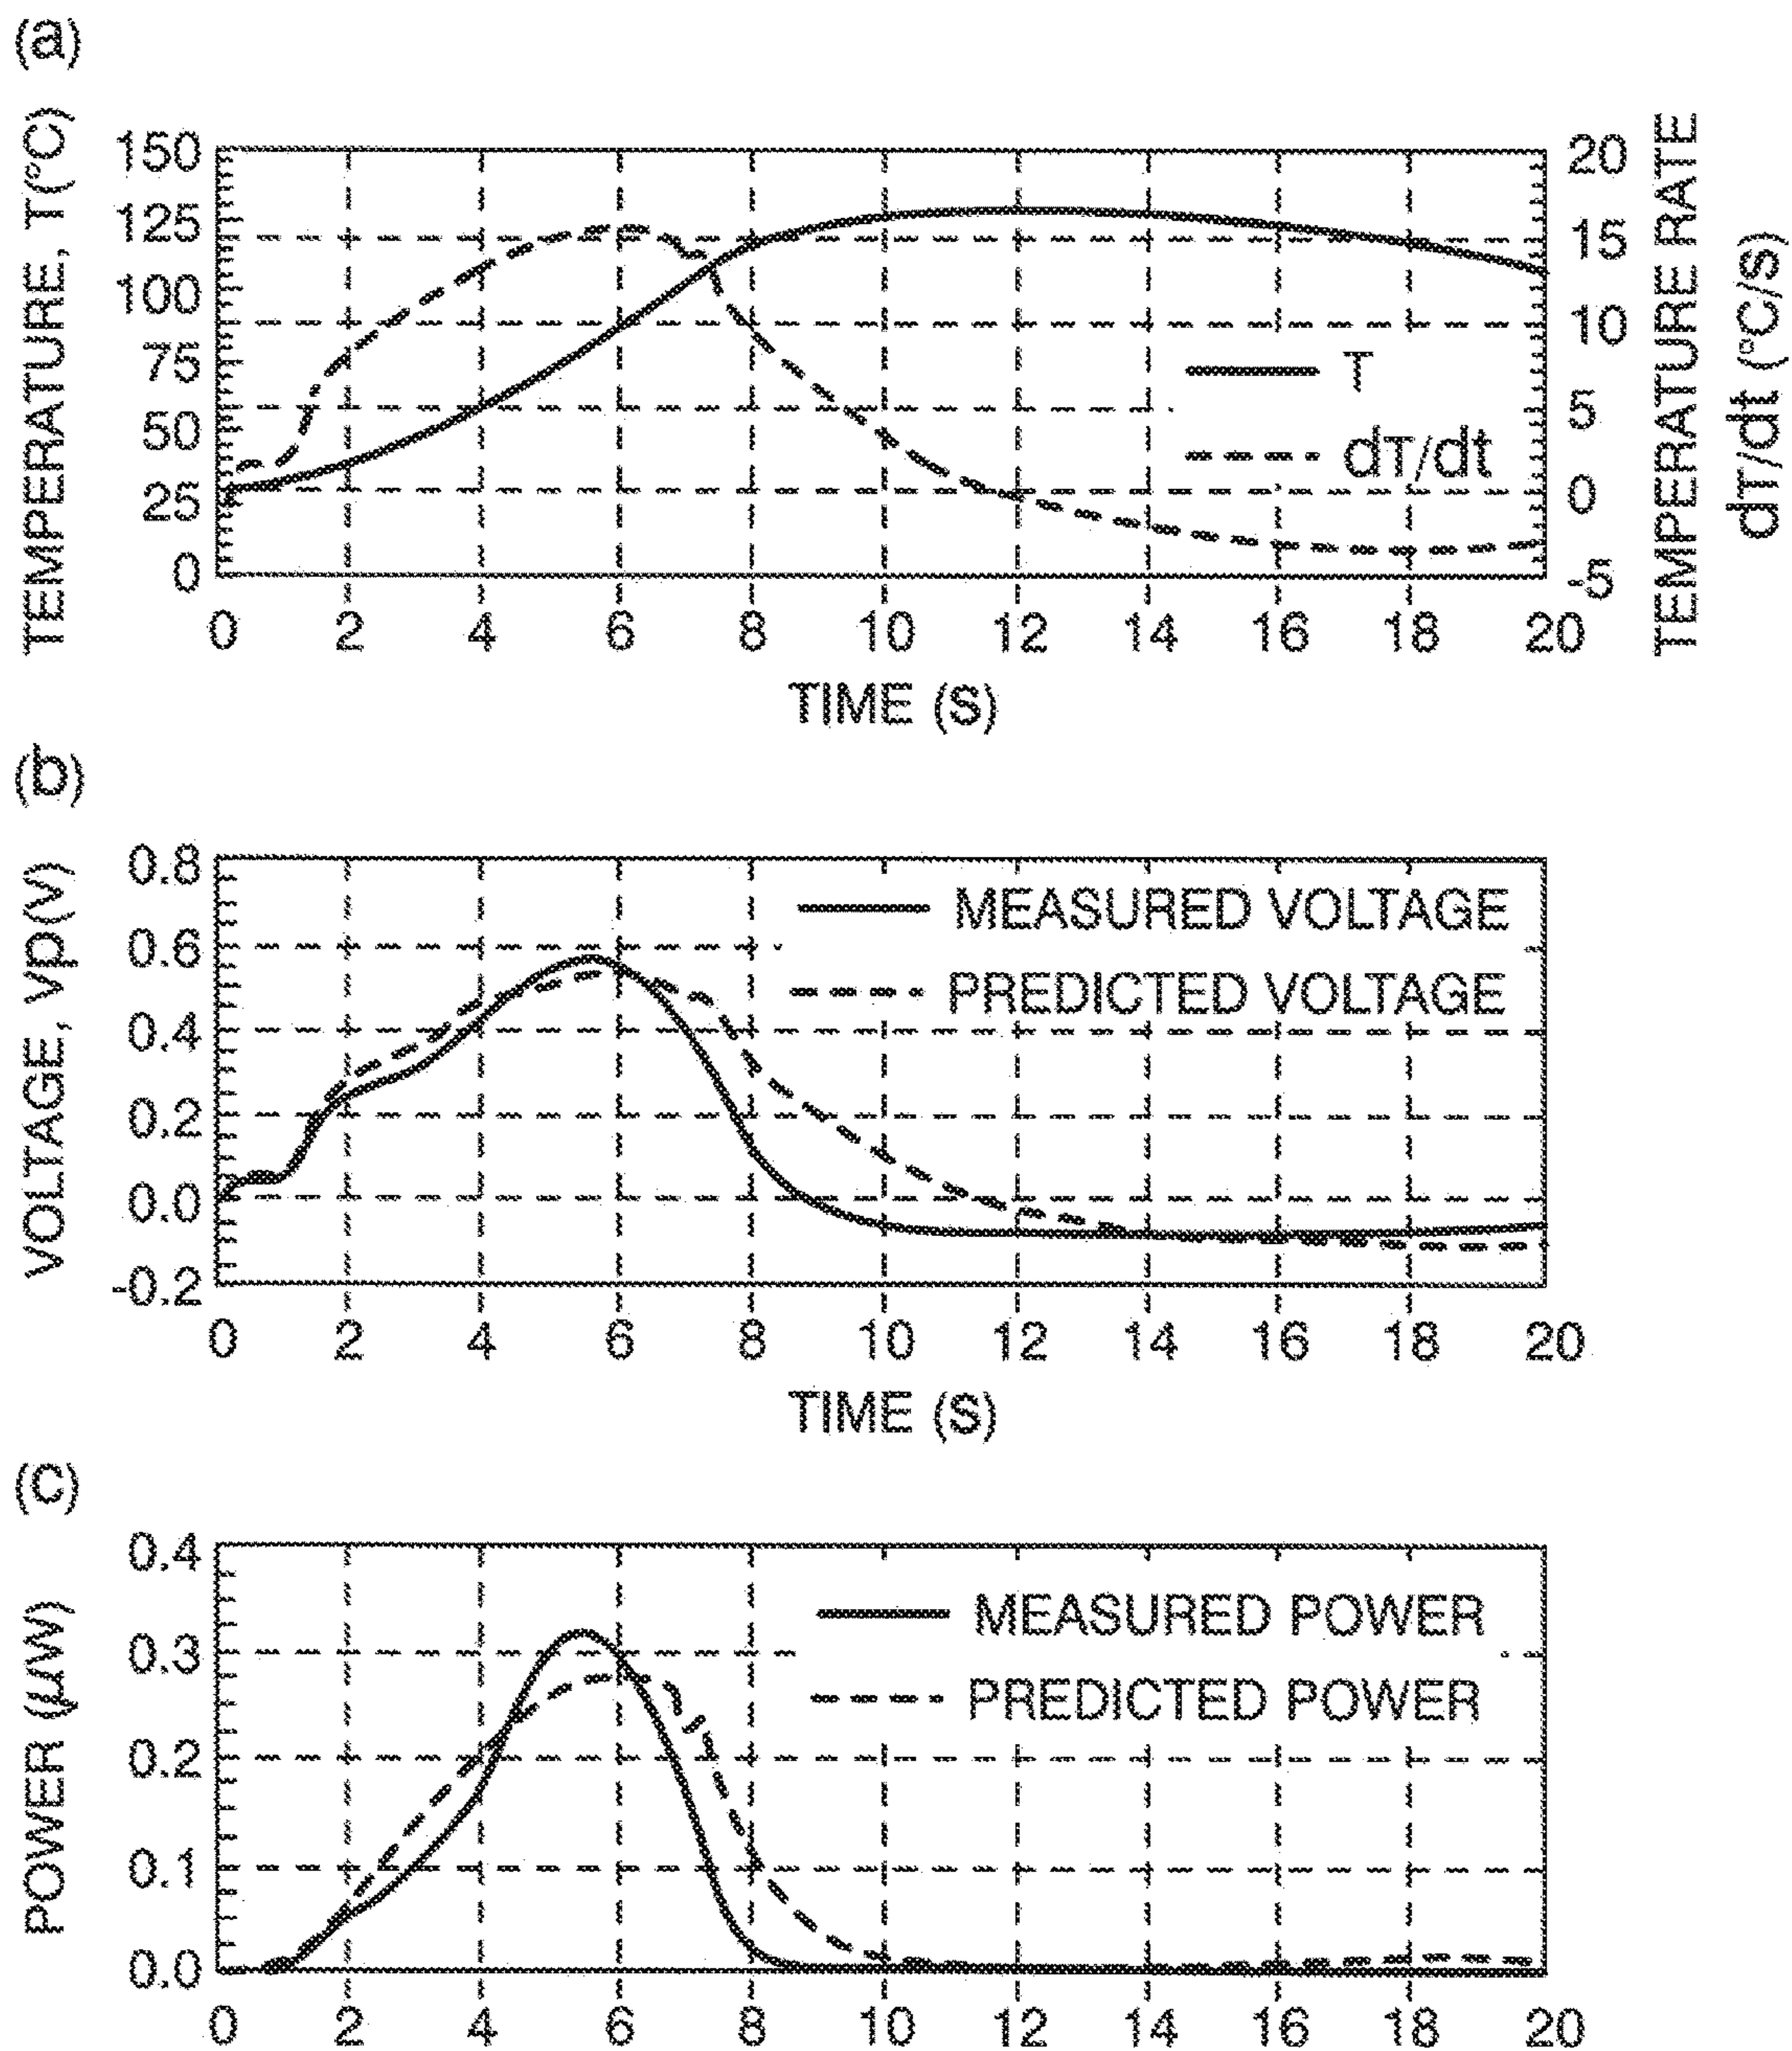 (a)
TEMPERATURE, T(°C)
150
125
100
75
50
25
0
20
15
10
5
0
-5
TEMPERATURE RATE
dT/dt (°C/S)
T
dT/dt
0 2 4 6 8 10 12 14 16 18 20
TIME (S)
(b)
VOLTAGE, Vp(V)
0.8
0.6
0.4
0.2
0.0
-0.2
MEASURED VOLTAGE
PREDICTED VOLTAGE
0 2 4 6 8 10 12 14 16 18 20
TIME (S)
(C)
POWER (μW)
0.4
0.3
0.2
0.1
0.0
MEASURED POWER
PREDICTED POWER
0 2 4 6 8 10 12 14 16 18 20